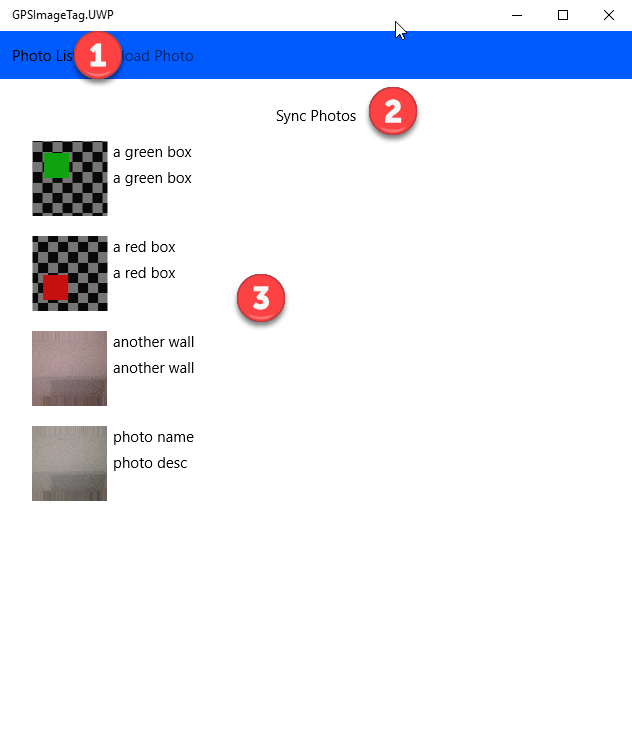 GPSImageTag.UWP
Photo List 1 load Photo
Sync Photos 2
a green box
a green box
a red box
a red box
3
another wall
another wall
photo name
photo desc